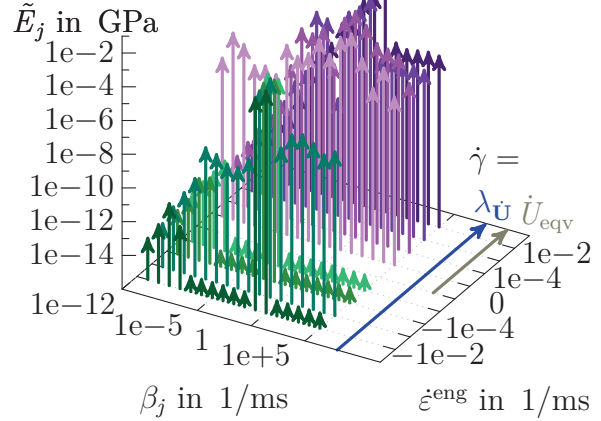 Ẽⱼ in GPa
1e−2
1e−4
1e−6
1e−8
1e−10
1e−12
1e−14
1e−12
1e−5
1
1e+5
βⱼ in 1/ms
γ̇ =
λ_U̇
U̇_eqv
1e−2
1e−4
0
−1e−4
−1e−2
ε̇^eng in 1/ms